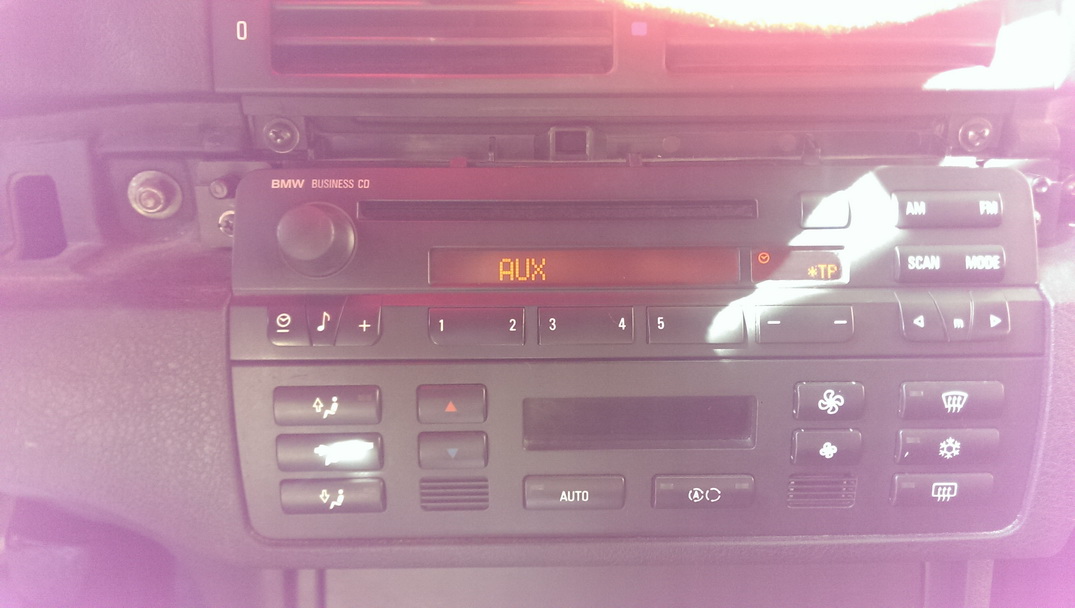 0
BMW BUSINESS CD
AM FM
AUX
*TP
SCAN MODE
+ 1 2 3 4 5 – – m
AUTO
A